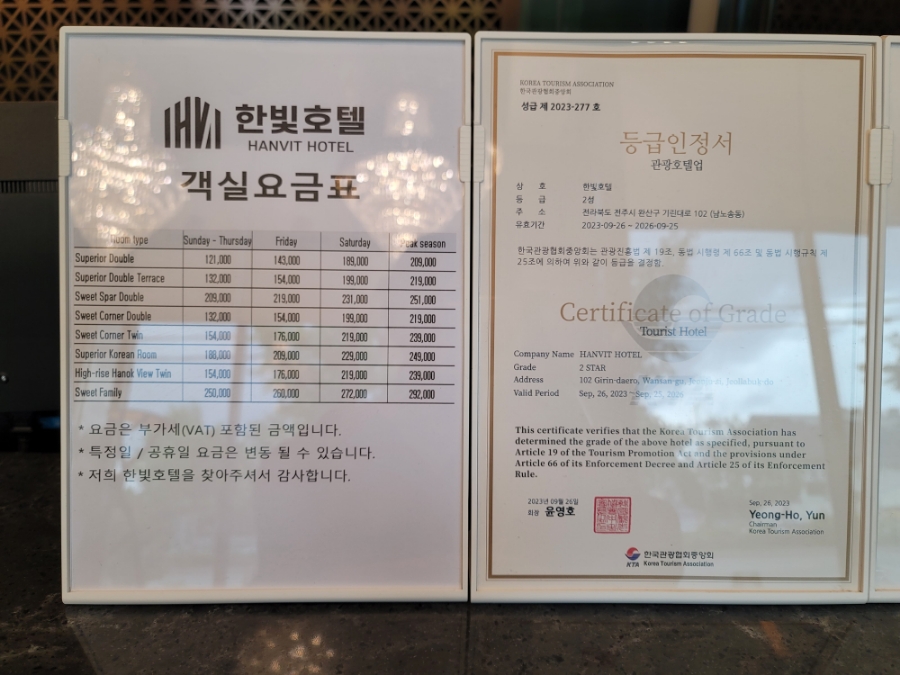 한빛호텔
HANVIT HOTEL
객실요금표
Room type Sunday - Thursday Friday Saturday Peak season
Superior Double 121,000 143,000 189,000 209,000
Superior Double Terrace 132,000 154,000 199,000 219,000
Sweet Spar Double 209,000 219,000 231,000 251,000
Sweet Corner Double 132,000 154,000 199,000 219,000
Sweet Corner Twin 154,000 176,000 219,000 239,000
Superior Korean Room 188,000 209,000 229,000 249,000
High-rise Hanok View Twin 154,000 176,000 219,000 239,000
Sweet Family 250,000 260,000 272,000 292,000
* 요금은 부가세(VAT) 포함된 금액입니다.
* 특정일 / 공휴일 요금은 변동 될 수 있습니다.
* 저희 한빛호텔을 찾아주셔서 감사합니다.
KOREA TOURISM ASSOCIATION
한국관광협회중앙회
성급 제 2023-277 호
등급인정서
관광호텔업
상 호 한빛호텔
등 급 2성
주 소 전라북도 전주시 완산구 기린대로 102 (남노송동)
유효기간 2023-09-26 ~ 2026-09-25
한국관광협회중앙회는 관광진흥법 제 19조, 동법 시행령 제 66조 및 동법 시행규칙 제
25조에 의하여 위와 같이 등급을 결정함.
Certificate of Grade
Tourist Hotel
Company Name HANVIT HOTEL
Grade 2 STAR
Address 102 Girin-daero, Wansan-gu, Jeonju-si, Jeollabuk-do
Valid Period Sep, 26, 2023 ~ Sep, 25, 2026
This certificate verifies that the Korea Tourism Association has
determined the grade of the above hotel as specified, pursuant to
Article 19 of the Tourism Promotion Act and the provisions under
Article 66 of its Enforcement Decree and Article 25 of its Enforcement
Rule.
2023년 09월 26일
회장 윤영호
Sep, 26, 2023
Yeong-Ho, Yun
Chairman
Korea Tourism Association
KTA 한국관광협회중앙회
Korea Tourism Association